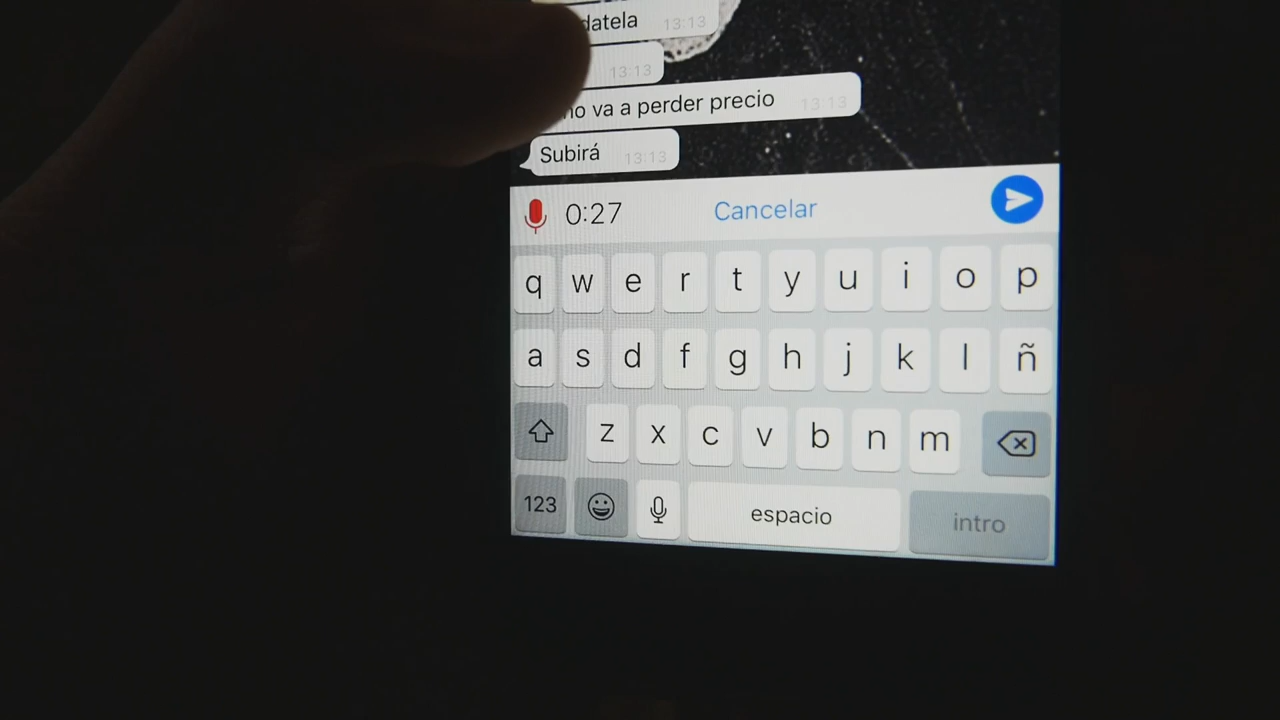 datela 13:13
13:13
no va a perder precio 13:13
Subirá 13:13
0:27 Cancelar
q w e r t y u i o p
a s d f g h j k l ñ
z x c v b n m
123 espacio intro